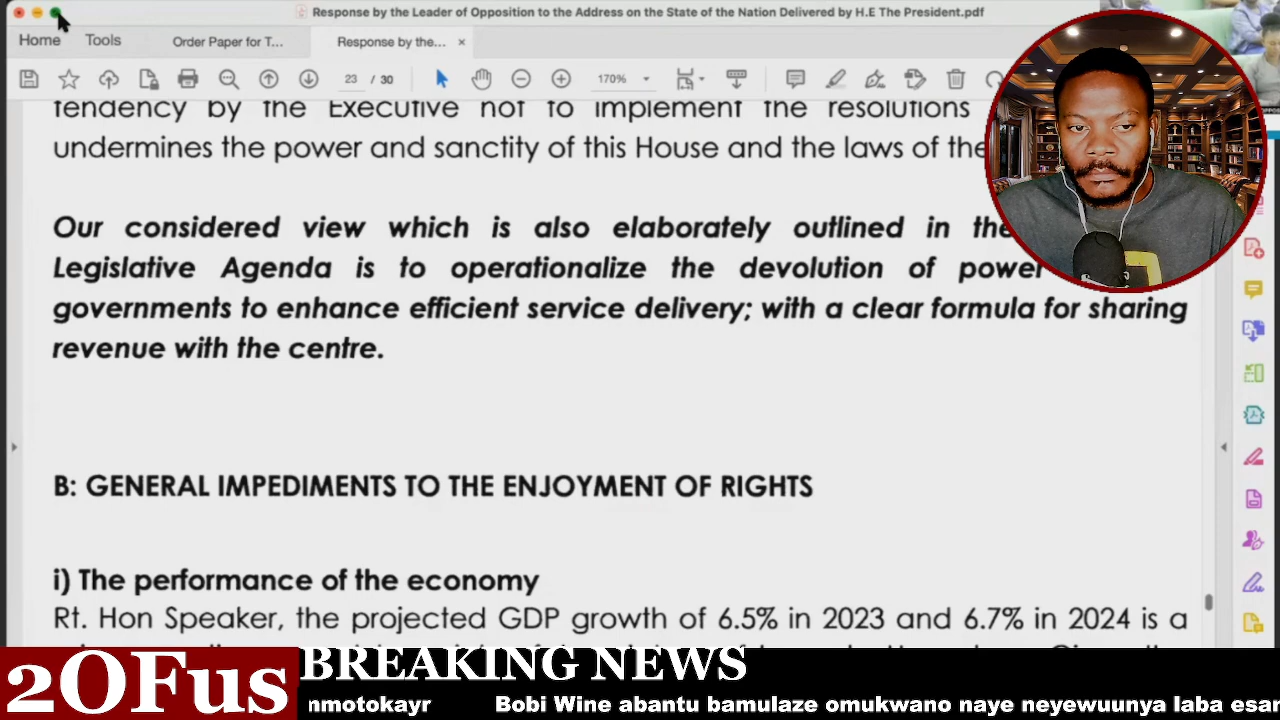 Response by the Leader of Opposition to the Address on the State of the Nation Delivered by H.E The President.pdf
Home Tools Order Paper for T... Response by the... ×
23 / 30 170%
tendency by the Executive not to implement the resolutions
undermines the power and sanctity of this House and the laws of the
Our considered view which is also elaborately outlined in the
Legislative Agenda is to operationalize the devolution of power
governments to enhance efficient service delivery; with a clear formula for sharing
revenue with the centre.
B: GENERAL IMPEDIMENTS TO THE ENJOYMENT OF RIGHTS
i) The performance of the economy
Rt. Hon Speaker, the projected GDP growth of 6.5% in 2023 and 6.7% in 2024 is a
2OFus
BREAKING NEWS
nmotokayr Bobi Wine abantu bamulaze omukwano naye neyewuunya laba esan